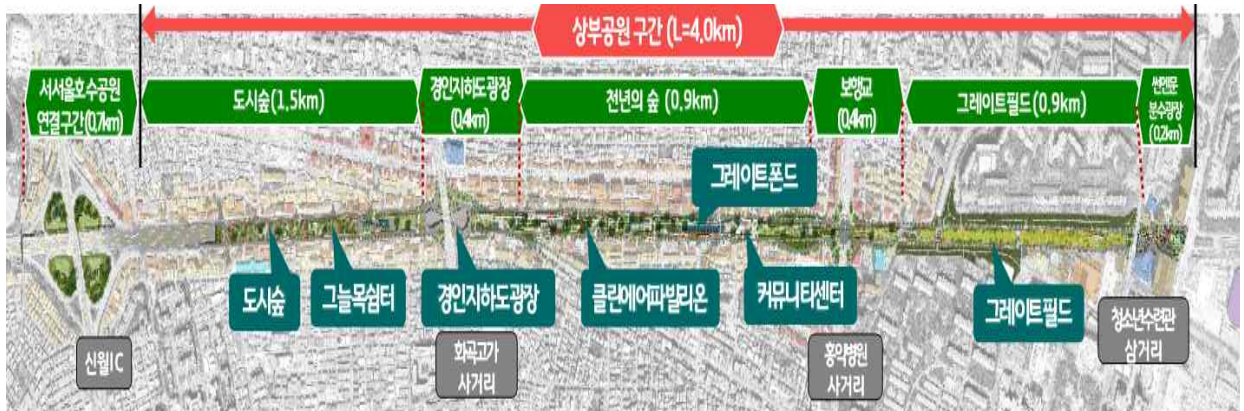 상부공원 구간 (L=4.0km)
서서울호수공원
연결구간(0.7km)
도시숲(1.5km)
경인지하도광장
(0.4km)
천년의 숲 (0.9km)
보행교
(0.4km)
그레이트필드(0.9km)
썬앤문
분수광장
(0.2km)
그레이트폰드
도시숲
그늘목쉼터
경인지하도광장
클린에어파빌리온
커뮤니티센터
그레이트필드
신월IC
화곡고가
사거리
홍익병원
사거리
청소년수련관
삼거리